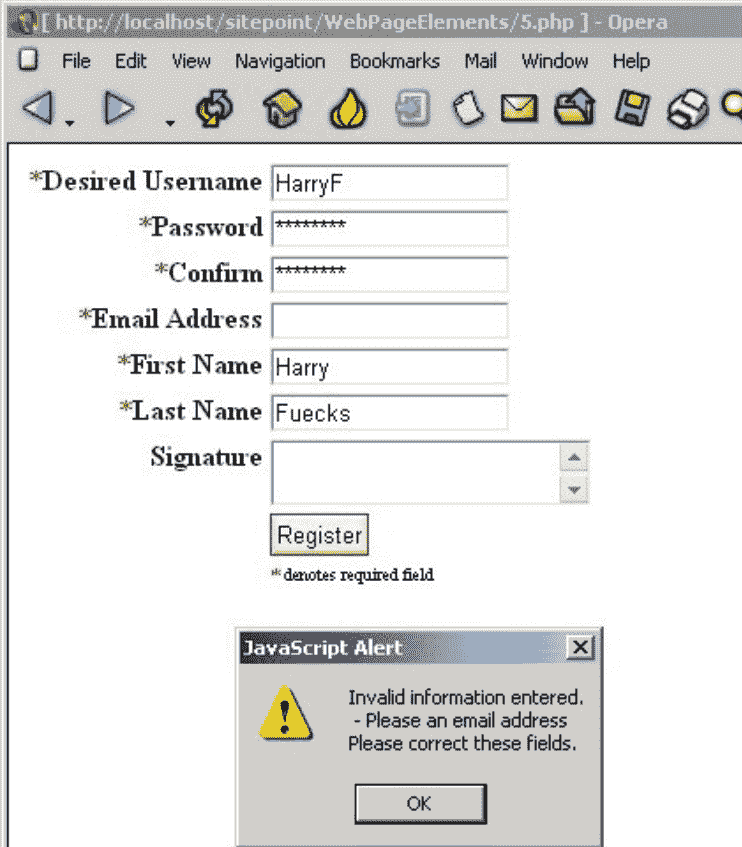 [ http://localhost/sitepoint/WebPageElements/5.php ] - Opera
File Edit View Navigation Bookmarks Mail Window Help
*Desired Username HarryF
*Password ********
*Confirm ********
*Email Address
*First Name Harry
*Last Name Fuecks
Signature
Register
* denotes required field
JavaScript Alert
Invalid information entered.
- Please an email address
Please correct these fields.
OK